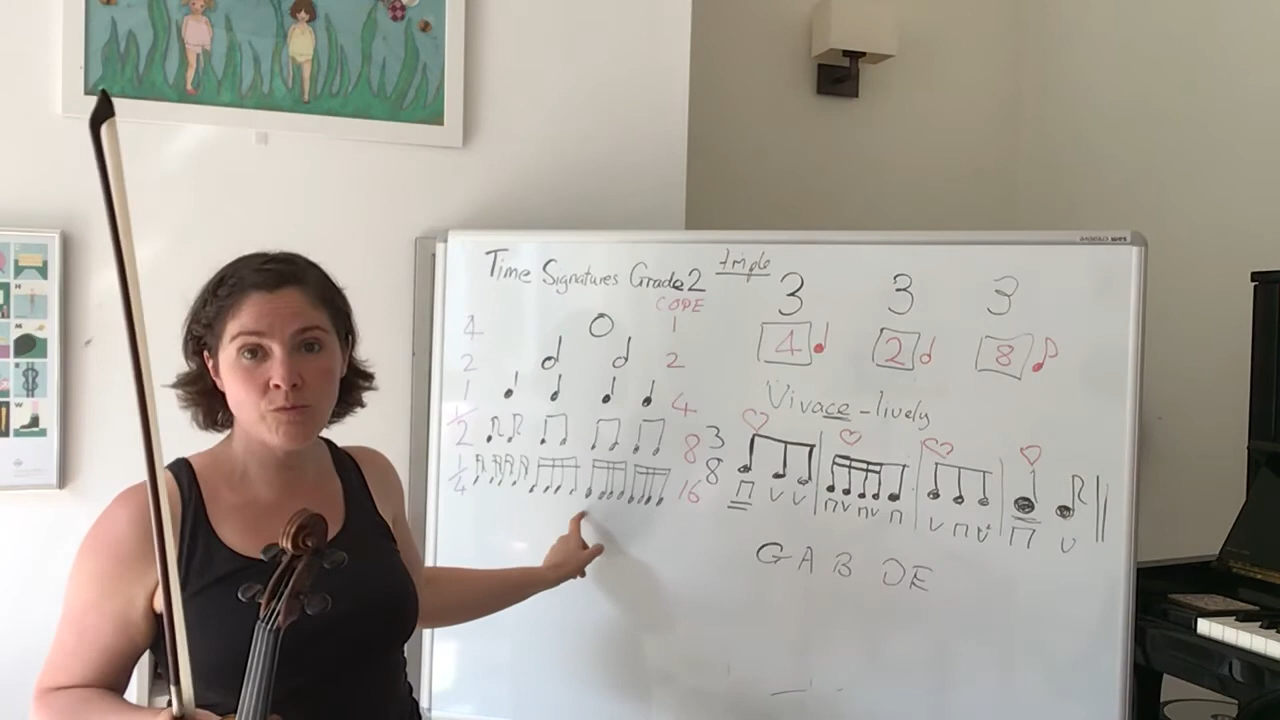 Time Signatures Grade 2 triple
CODE
3 3 3
4 2 8
4 1
2 2
1 4
1/2 8
1/4 16
Vivace - lively
3
8
G A B D E